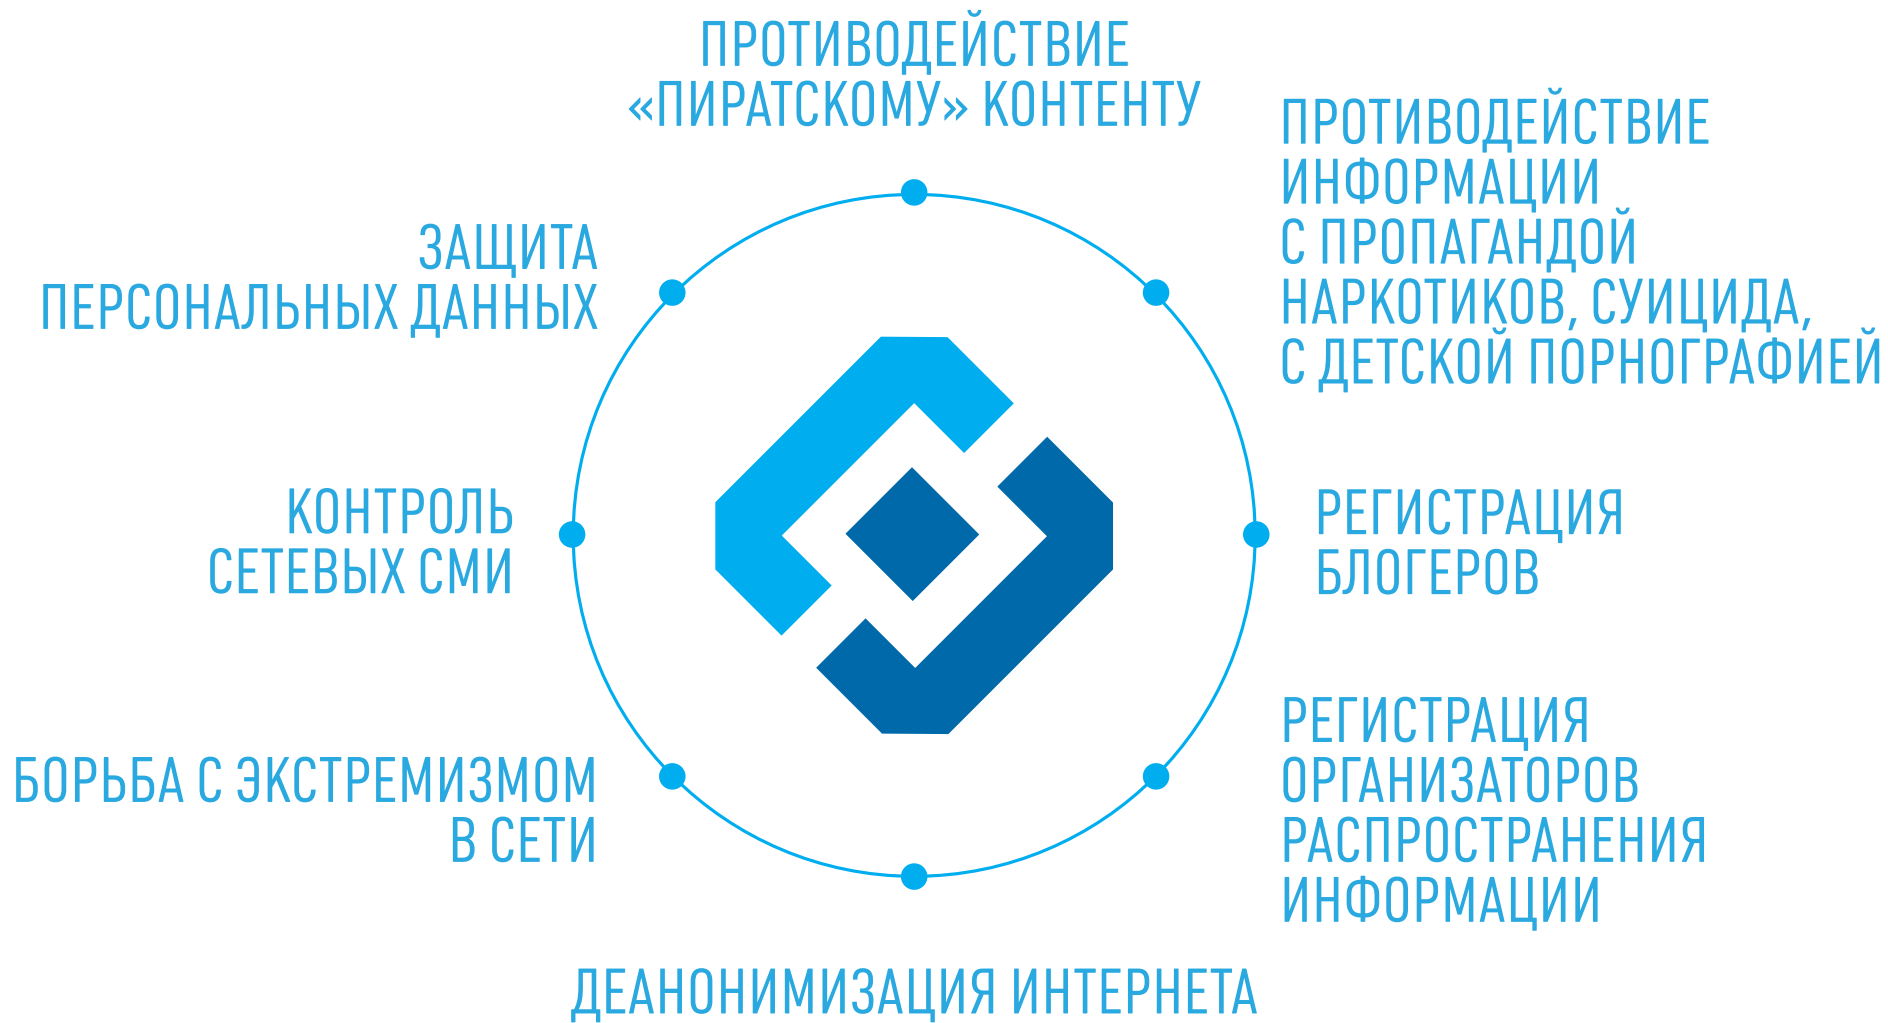 ПРОТИВОДЕЙСТВИЕ
«ПИРАТСКОМУ» КОНТЕНТУ
ПРОТИВОДЕЙСТВИЕ
ИНФОРМАЦИИ
С ПРОПАГАНДОЙ
НАРКОТИКОВ, СУИЦИДА,
С ДЕТСКОЙ ПОРНОГРАФИЕЙ
РЕГИСТРАЦИЯ
БЛОГЕРОВ
РЕГИСТРАЦИЯ
ОРГАНИЗАТОРОВ
РАСПРОСТРАНЕНИЯ
ИНФОРМАЦИИ
ДЕАНОНИМИЗАЦИЯ ИНТЕРНЕТА
БОРЬБА С ЭКСТРЕМИЗМОМ
В СЕТИ
КОНТРОЛЬ
СЕТЕВЫХ СМИ
ЗАЩИТА
ПЕРСОНАЛЬНЫХ ДАННЫХ